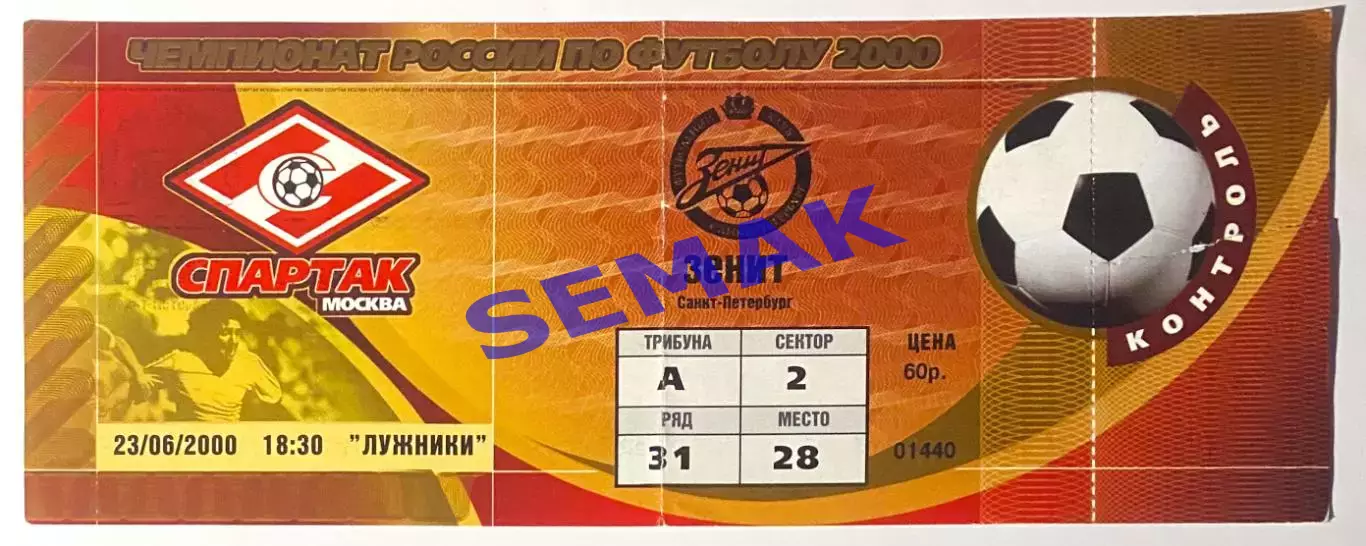 ЧЕМПИОНАТ РОССИИ ПО ФУТБОЛУ 2000
СПАРТАК
МОСКВА
23/06/2000 18:30 "ЛУЖНИКИ"
Зенит
ЗЕНИТ
Санкт-Петербург
SEMAK
ТРИБУНА СЕКТОР ЦЕНА
А 2 60р.
РЯД МЕСТО
31 28 01440
КОНТРОЛЬ